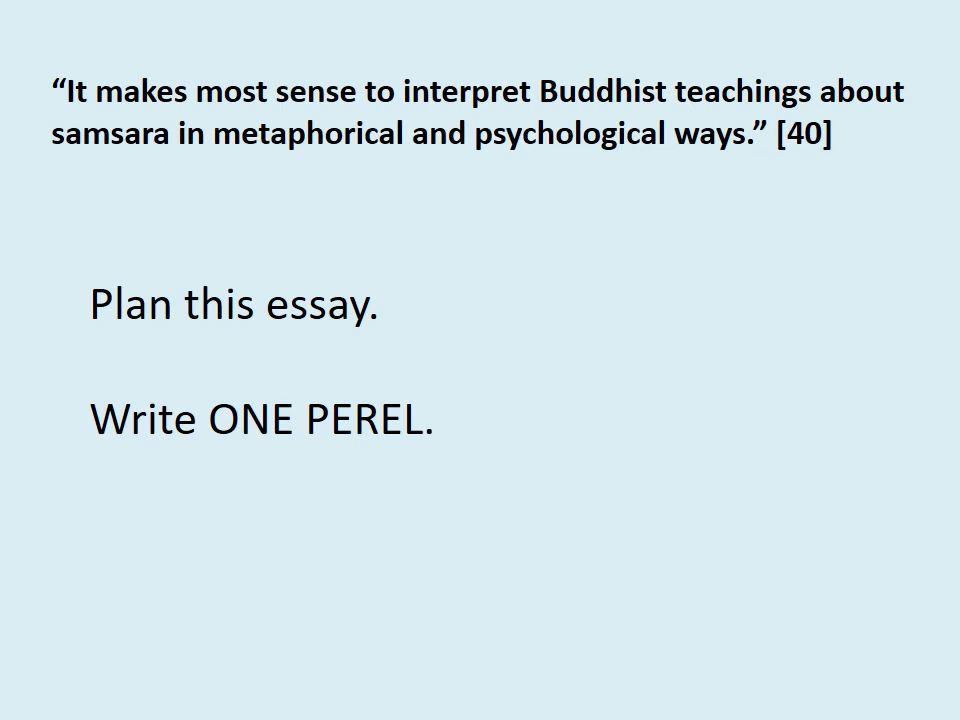 “It makes most sense to interpret Buddhist teachings about
samsara in metaphorical and psychological ways.” [40]
Plan this essay.
Write ONE PEREL.